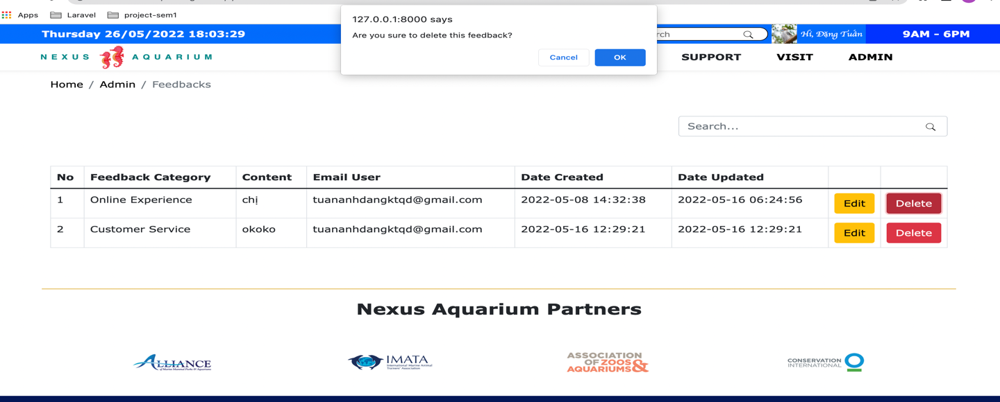 Apps Laravel project-sem1
127.0.0.1:8000 says
Are you sure to delete this feedback?
Cancel OK
Thursday 26/05/2022 18:03:29 rch Hi, Đặng Tuấn 9AM - 6PM
NEXUS AQUARIUM SUPPORT VISIT ADMIN
Home / Admin / Feedbacks
Search...
No Feedback Category Content Email User Date Created Date Updated
1 Online Experience chị tuananhdangktqd@gmail.com 2022-05-08 14:32:38 2022-05-16 06:24:56 Edit Delete
2 Customer Service okoko tuananhdangktqd@gmail.com 2022-05-16 12:29:21 2022-05-16 12:29:21 Edit Delete
Nexus Aquarium Partners
ALLIANCE
of Marine Mammal Parks & Aquariums
IMATA
International Marine Animal
Trainers' Association
ASSOCIATION
OF ZOOS
AQUARIUMS &
CONSERVATION
INTERNATIONAL